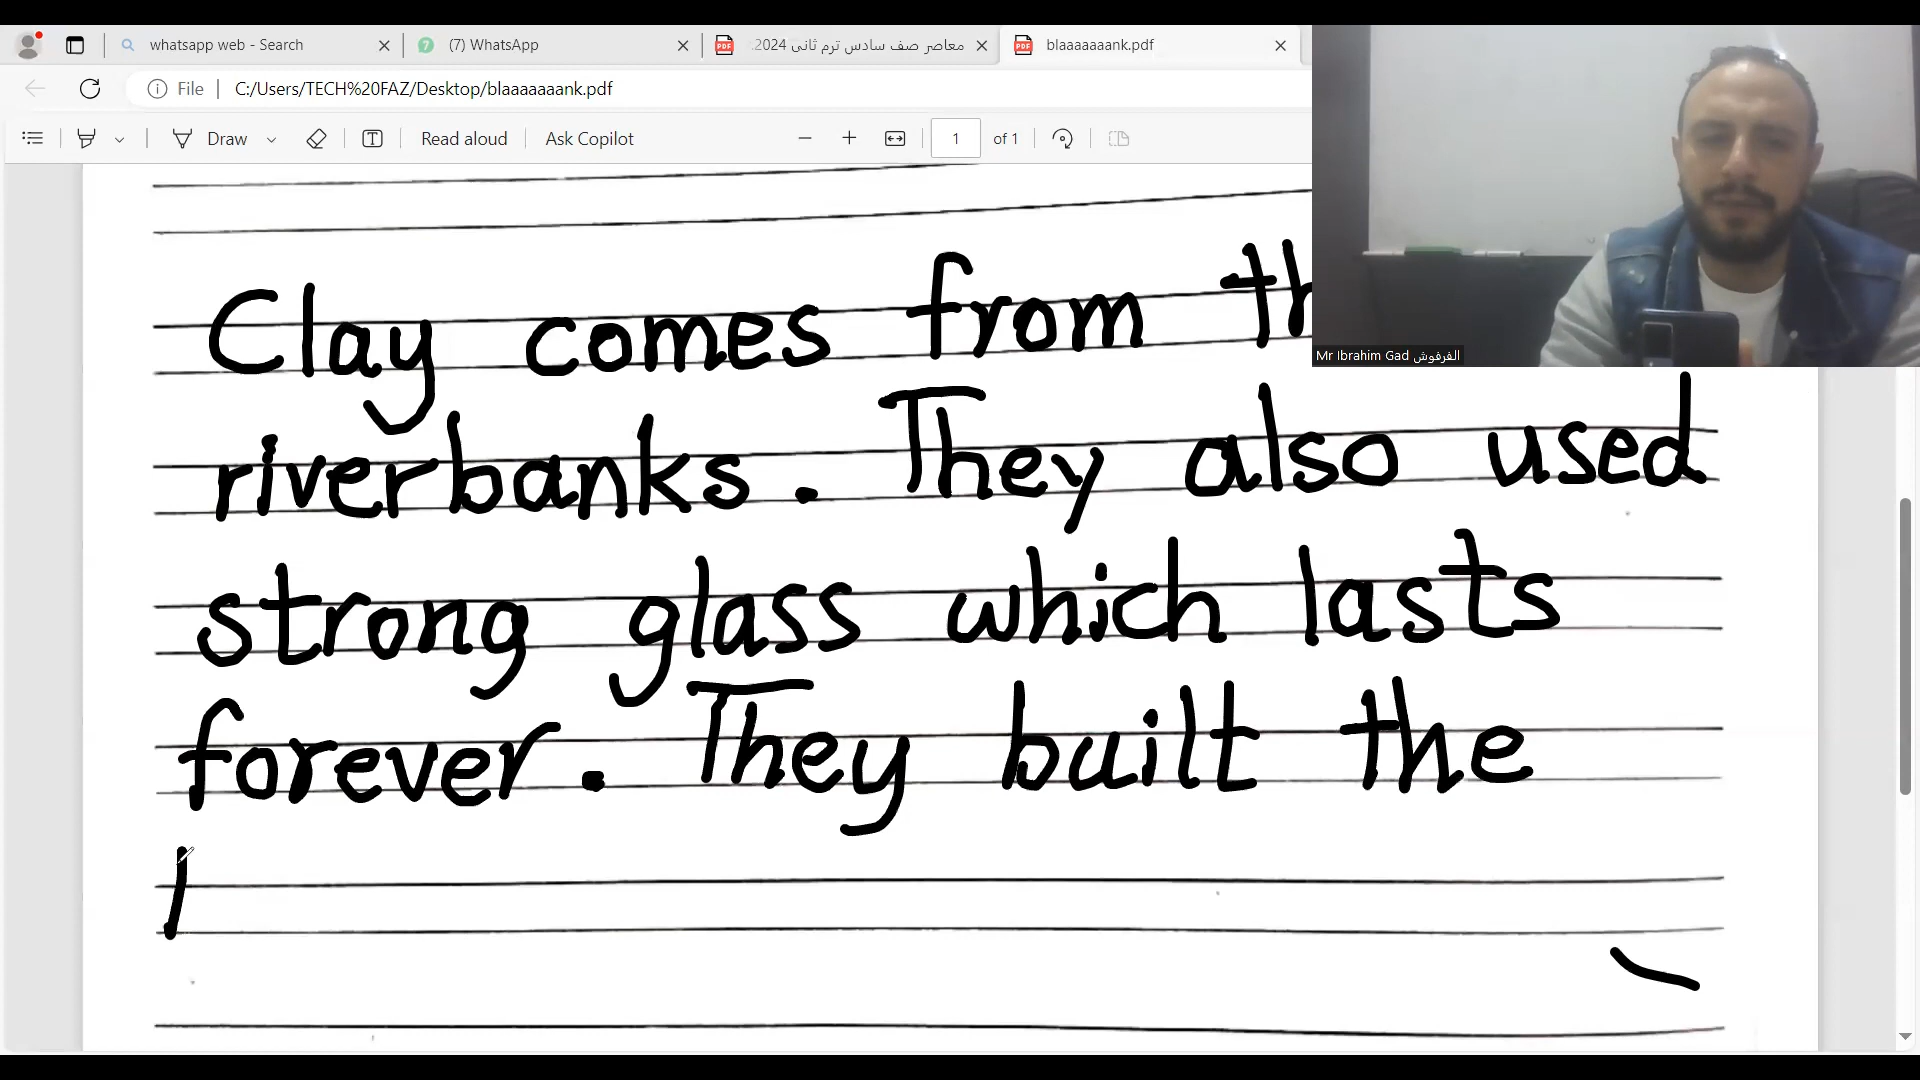 whatsapp web - Search
(7) WhatsApp
معاصر صف سادس ترم ثانى 2024
blaaaaaaank.pdf
File C:/Users/TECH%20FAZ/Desktop/blaaaaaaank.pdf
Draw Read aloud Ask Copilot 1 of 1
Mr Ibrahim Gad الفرفوش
Clay comes from th
riverbanks. They also used
strong glass which lasts
forever. They built the